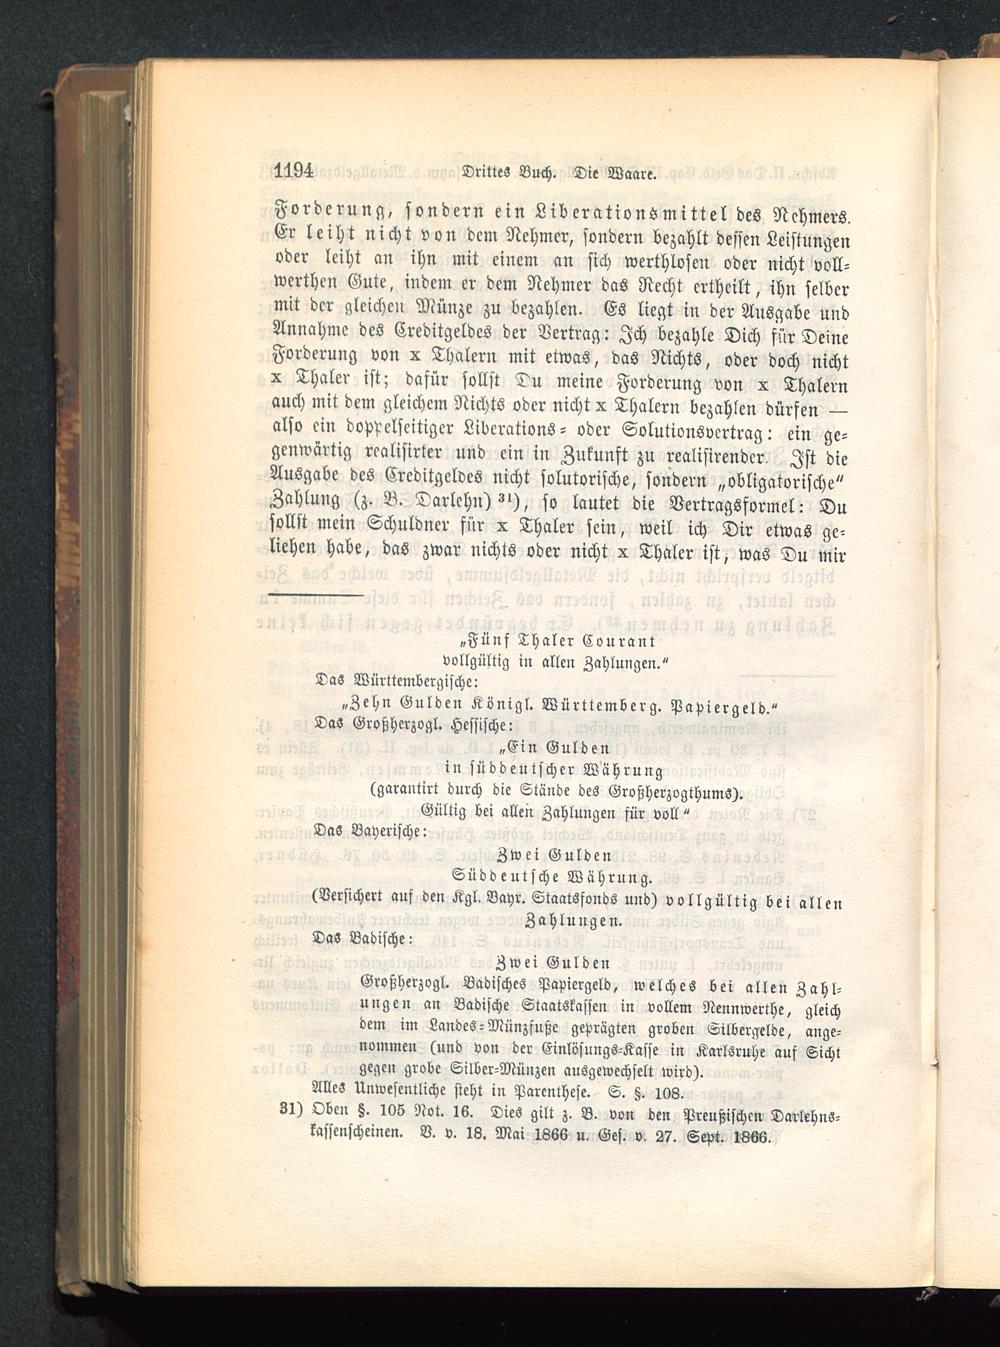 1194
Drittes Buch. Die Waare.
Forderung, sondern ein Liberationsmittel des Nehmers.
Er leiht nicht von dem Nehmer, sondern bezahlt dessen Leistungen
oder leiht an ihn mit einem an sich werthlosen oder nicht voll-
werthen Gute, indem er dem Nehmer das Recht ertheilt, ihn selber
mit der gleichen Münze zu bezahlen. Es liegt in der Ausgabe und
Annahme des Creditgeldes der Vertrag: Ich bezahle Dich für Deine
Forderung von x Thalern mit etwas, das Nichts, oder doch nicht
x Thaler ist; dafür sollst Du meine Forderung von x Thalern
auch mit dem gleichem Nichts oder nicht x Thalern bezahlen dürfen —
also ein doppelseitiger Liberations- oder Solutionsvertrag: ein ge-
genwärtig realisirter und ein in Zukunft zu realisirender. Ist die
Ausgabe des Creditgeldes nicht solutorische, sondern „obligatorische“
Zahlung (z. B. Darlehn) 31), so lautet die Vertragsformel: Du
sollst mein Schuldner für x Thaler sein, weil ich Dir etwas ge-
liehen habe, das zwar nichts oder nicht x Thaler ist, was Du mir
„Fünf Thaler Courant
vollgültig in allen Zahlungen.“
Das Württembergische:
„Zehn Gulden Königl. Württemberg. Papiergeld.“
Das Großherzogl. Hessische:
„Ein Gulden
in süddeutscher Währung
(garantirt durch die Stände des Großherzogthums).
Gültig bei allen Zahlungen für voll“
Das Bayerische:
Zwei Gulden
Süddeutsche Währung.
(Versichert auf den Kgl. Bayr. Staatsfonds und) vollgültig bei allen
Zahlungen.
Das Badische:
Zwei Gulden
Großherzogl. Badisches Papiergeld, welches bei allen Zahl-
ungen an Badische Staatskassen in vollem Nennwerthe, gleich
dem im Landes-Münzfuße geprägten groben Silbergelde, ange-
nommen (und von der Einlösungs-Kasse in Karlsruhe auf Sicht
gegen grobe Silber-Münzen ausgewechselt wird).
Alles Unwesentliche steht in Parenthese. S. §. 108.
31) Oben §. 105 Not. 16. Dies gilt z. B. von den Preußischen Darlehns-
kassenscheinen. V. v. 18. Mai 1866 u. Ges. v. 27. Sept. 1866.